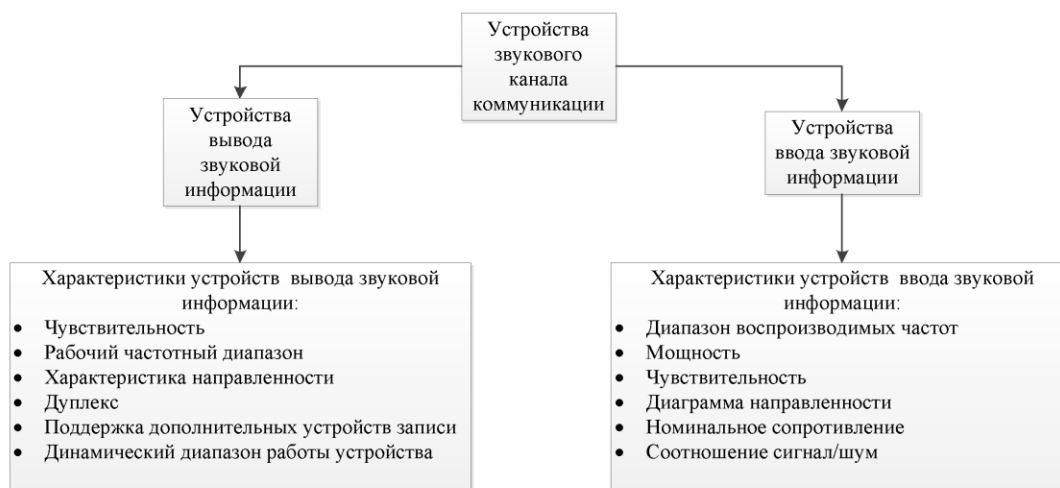 Устройства
звукового
канала
коммуникации
Устройства
вывода
звуковой
информации
Устройства
ввода звуковой
информации
Характеристики устройств вывода звуковой
информации:
• Чувствительность
• Рабочий частотный диапазон
• Характеристика направленности
• Дуплекс
• Поддержка дополнительных устройств записи
• Динамический диапазон работы устройства
Характеристики устройств ввода звуковой
информации:
• Диапазон воспроизводимых частот
• Мощность
• Чувствительность
• Диаграмма направленности
• Номинальное сопротивление
• Соотношение сигнал/шум